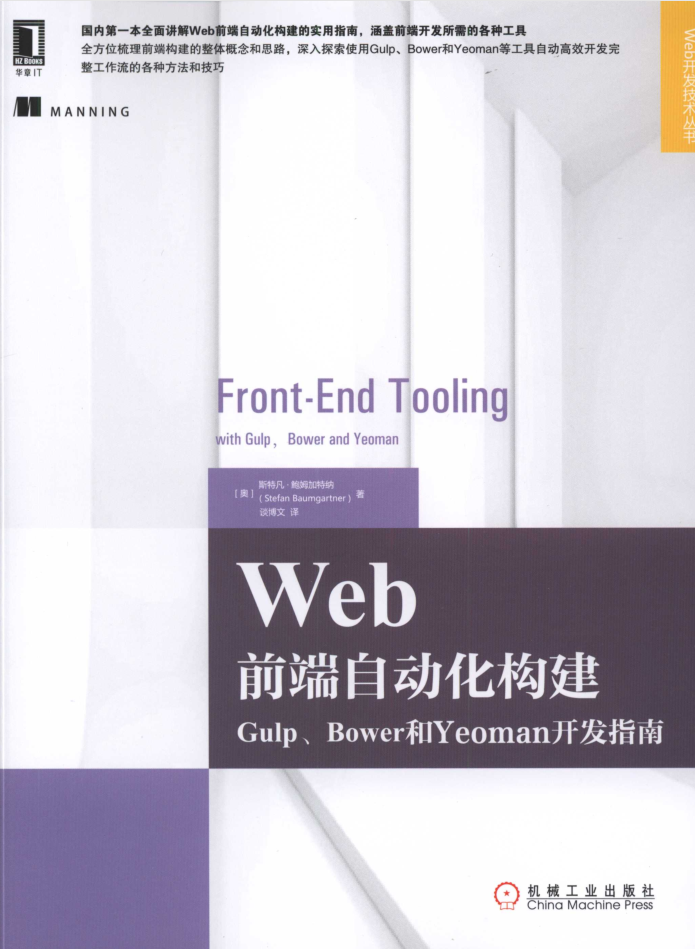 国内第一本全面讲解Web前端自动化构建的实用指南，涵盖前端开发所需的各种工具
全方位梳理前端构建的整体概念和思路，深入探索使用Gulp、Bower和Yeoman等工具自动高效开发完
整工作流的各种方法和技巧
HZ BOOKS
华章IT
MANNING
Web开发技术丛书
Front-End Tooling
with Gulp，Bower and Yeoman
[奥] 斯特凡·鲍姆加特纳
(Stefan Baumgartner) 著
谈博文 译
Web
前端自动化构建
Gulp、Bower和Yeoman开发指南
机械工业出版社
China Machine Press